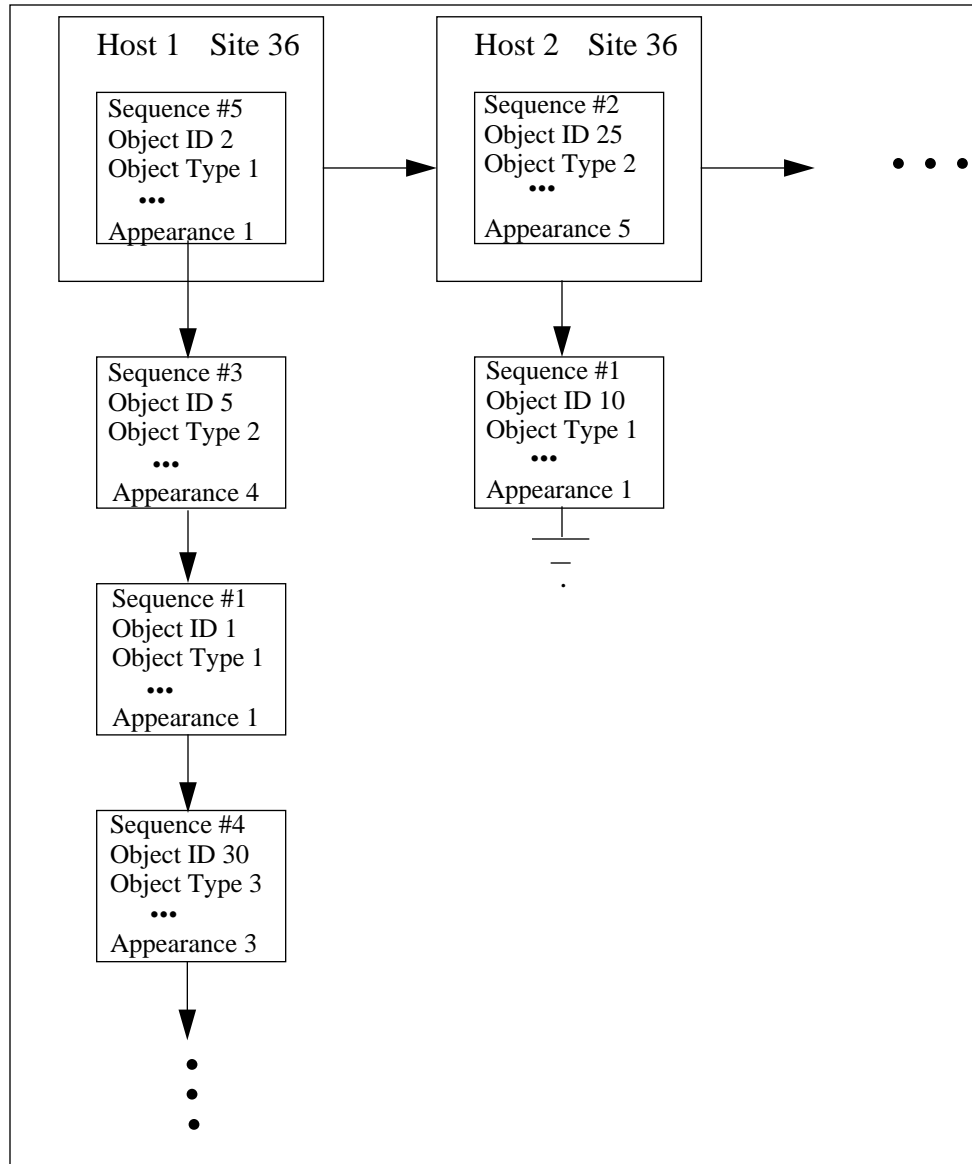 Host 1 Site 36
Sequence #5
Object ID 2
Object Type 1
•••
Appearance 1
Host 2 Site 36
Sequence #2
Object ID 25
Object Type 2
•••
Appearance 5
• • •
Sequence #3
Object ID 5
Object Type 2
•••
Appearance 4
Sequence #1
Object ID 10
Object Type 1
•••
Appearance 1
Sequence #1
Object ID 1
Object Type 1
•••
Appearance 1
Sequence #4
Object ID 30
Object Type 3
•••
Appearance 3